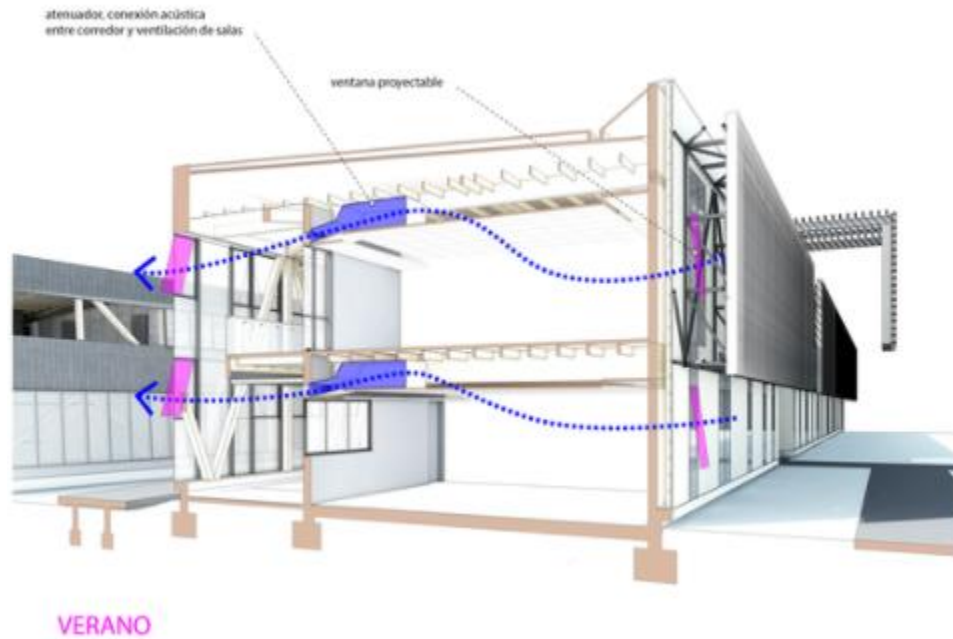 atenuador, conexión acústica
entre corredor y ventilación de salas
ventana proyectable
VERANO